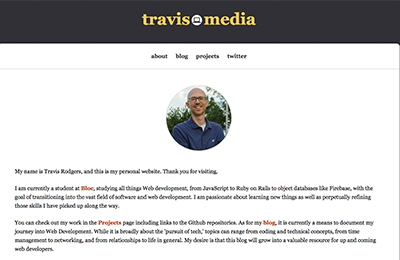 travis media
about blog projects twitter
My name is Travis Rodgers, and this is my personal website. Thank you for visiting.
I am currently a student at Bloc, studying all things Web development, from JavaScript to Ruby on Rails to object databases like Firebase, with the
goal of transitioning into the vast field of software and web development. I am passionate about learning new things as well as perpetually refining
those skills I have picked up along the way.
You can check out my work in the Projects page including links to the Github repositories. As for my blog, it is currently a means to document my
journey into Web Development. While it is broadly about the 'pursuit of tech,' topics can range from coding and technical concepts, from time
management to networking, and from relationships to life in general. My desire is that this blog will grow into a valuable resource for up and coming
web developers.